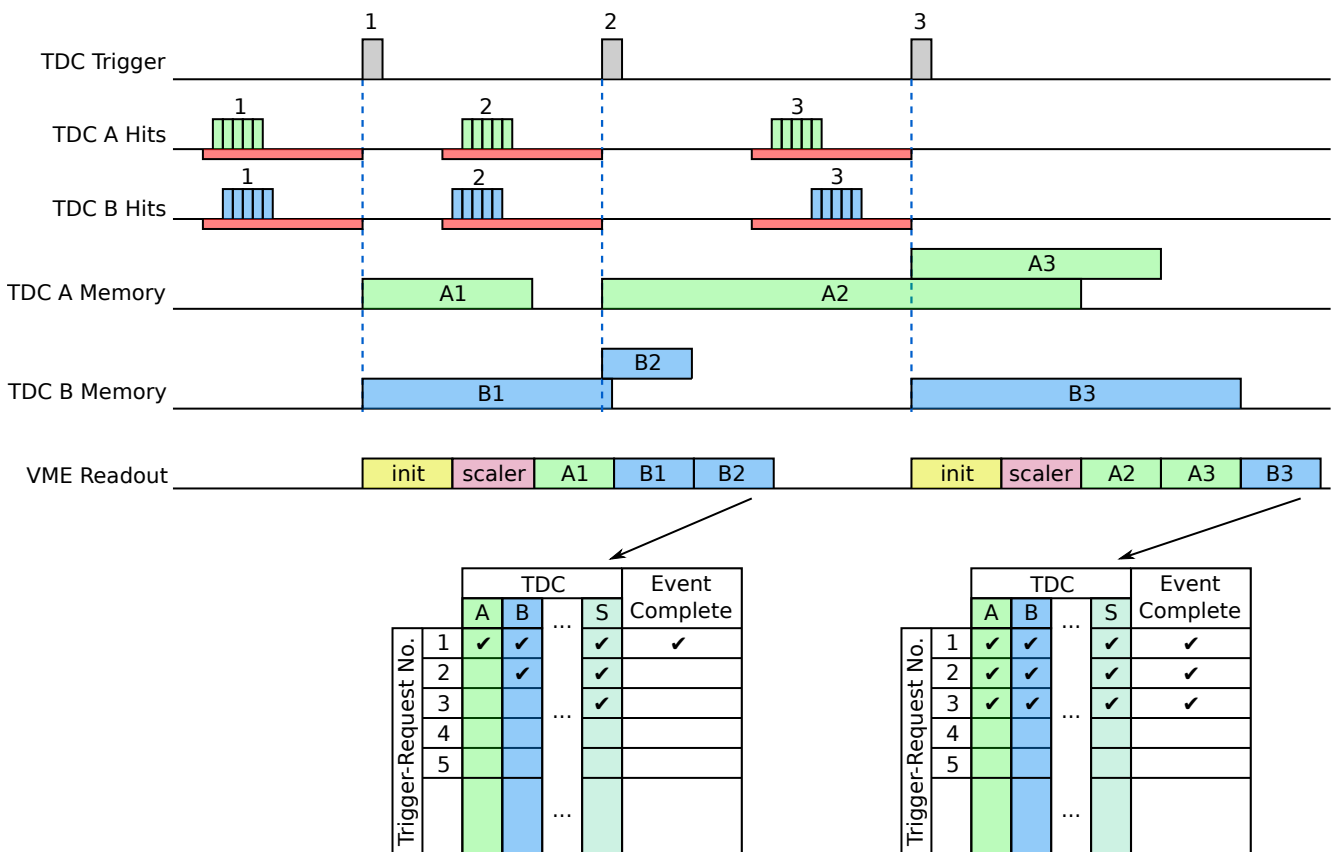 1 2 3
TDC Trigger
1 2 3
TDC A Hits
1 2 3
TDC B Hits
A3
TDC A Memory A1 A2
B2
TDC B Memory B1 B3
VME Readout init scaler A1 B1 B2 init scaler A2 A3 B3
TDC Event Complete
A B ... S
Trigger-Request No.
1 ✔ ✔ ✔ ✔
2 ✔ ✔
3 ... ✔
4
5
...
TDC Event Complete
A B ... S
Trigger-Request No.
1 ✔ ✔ ✔ ✔
2 ✔ ✔ ✔ ✔
3 ✔ ✔ ... ✔ ✔
4
5
...